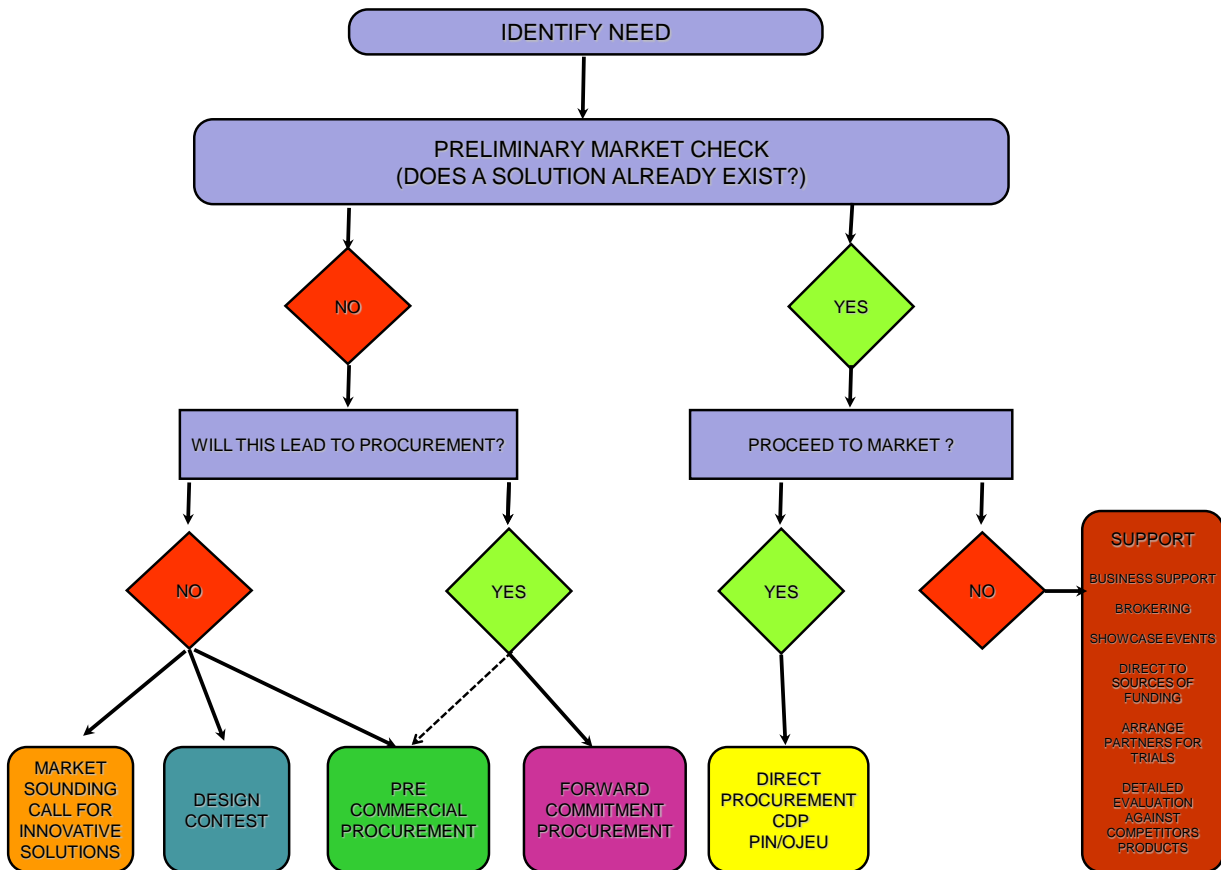 IDENTIFY NEED
PRELIMINARY MARKET CHECK
(DOES A SOLUTION ALREADY EXIST?)
NO
YES
WILL THIS LEAD TO PROCUREMENT?
PROCEED TO MARKET ?
NO
YES
YES
NO
SUPPORT
BUSINESS SUPPORT
BROKERING
SHOWCASE EVENTS
DIRECT TO
SOURCES OF
FUNDING
ARRANGE
PARTNERS FOR
TRIALS
DETAILED
EVALUATION
AGAINST
COMPETITORS
PRODUCTS
MARKET
SOUNDING
CALL FOR
INNOVATIVE
SOLUTIONS
DESIGN
CONTEST
PRE
COMMERCIAL
PROCUREMENT
FORWARD
COMMITMENT
PROCUREMENT
DIRECT
PROCUREMENT
CDP
PIN/OJEU